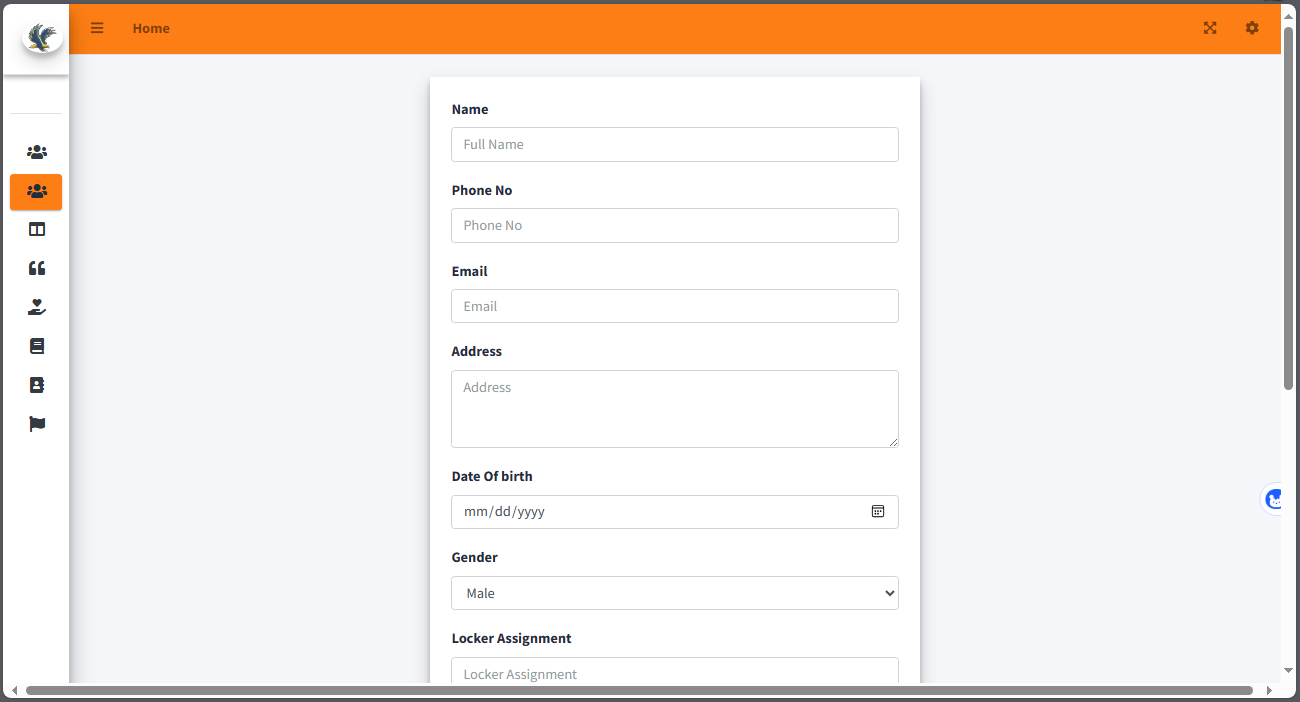 Home
Name
Full Name
Phone No
Phone No
Email
Email
Address
Address
Date Of birth
mm/dd/yyyy
Gender
Male
Locker Assignment
Locker Assignment